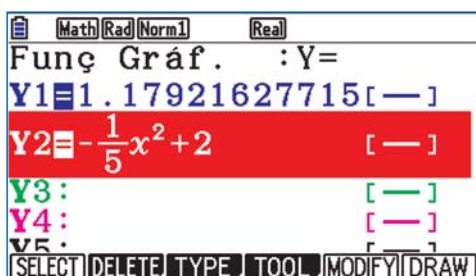 Math Rad Norm1 Real
Funç Gráf. :Y=
Y1=1.17921627715[—]
Y2=-1/5x²+2 [—]
Y3: [—]
Y4: [—]
Y5: [—]
SELECT DELETE TYPE TOOL MODIFY DRAW